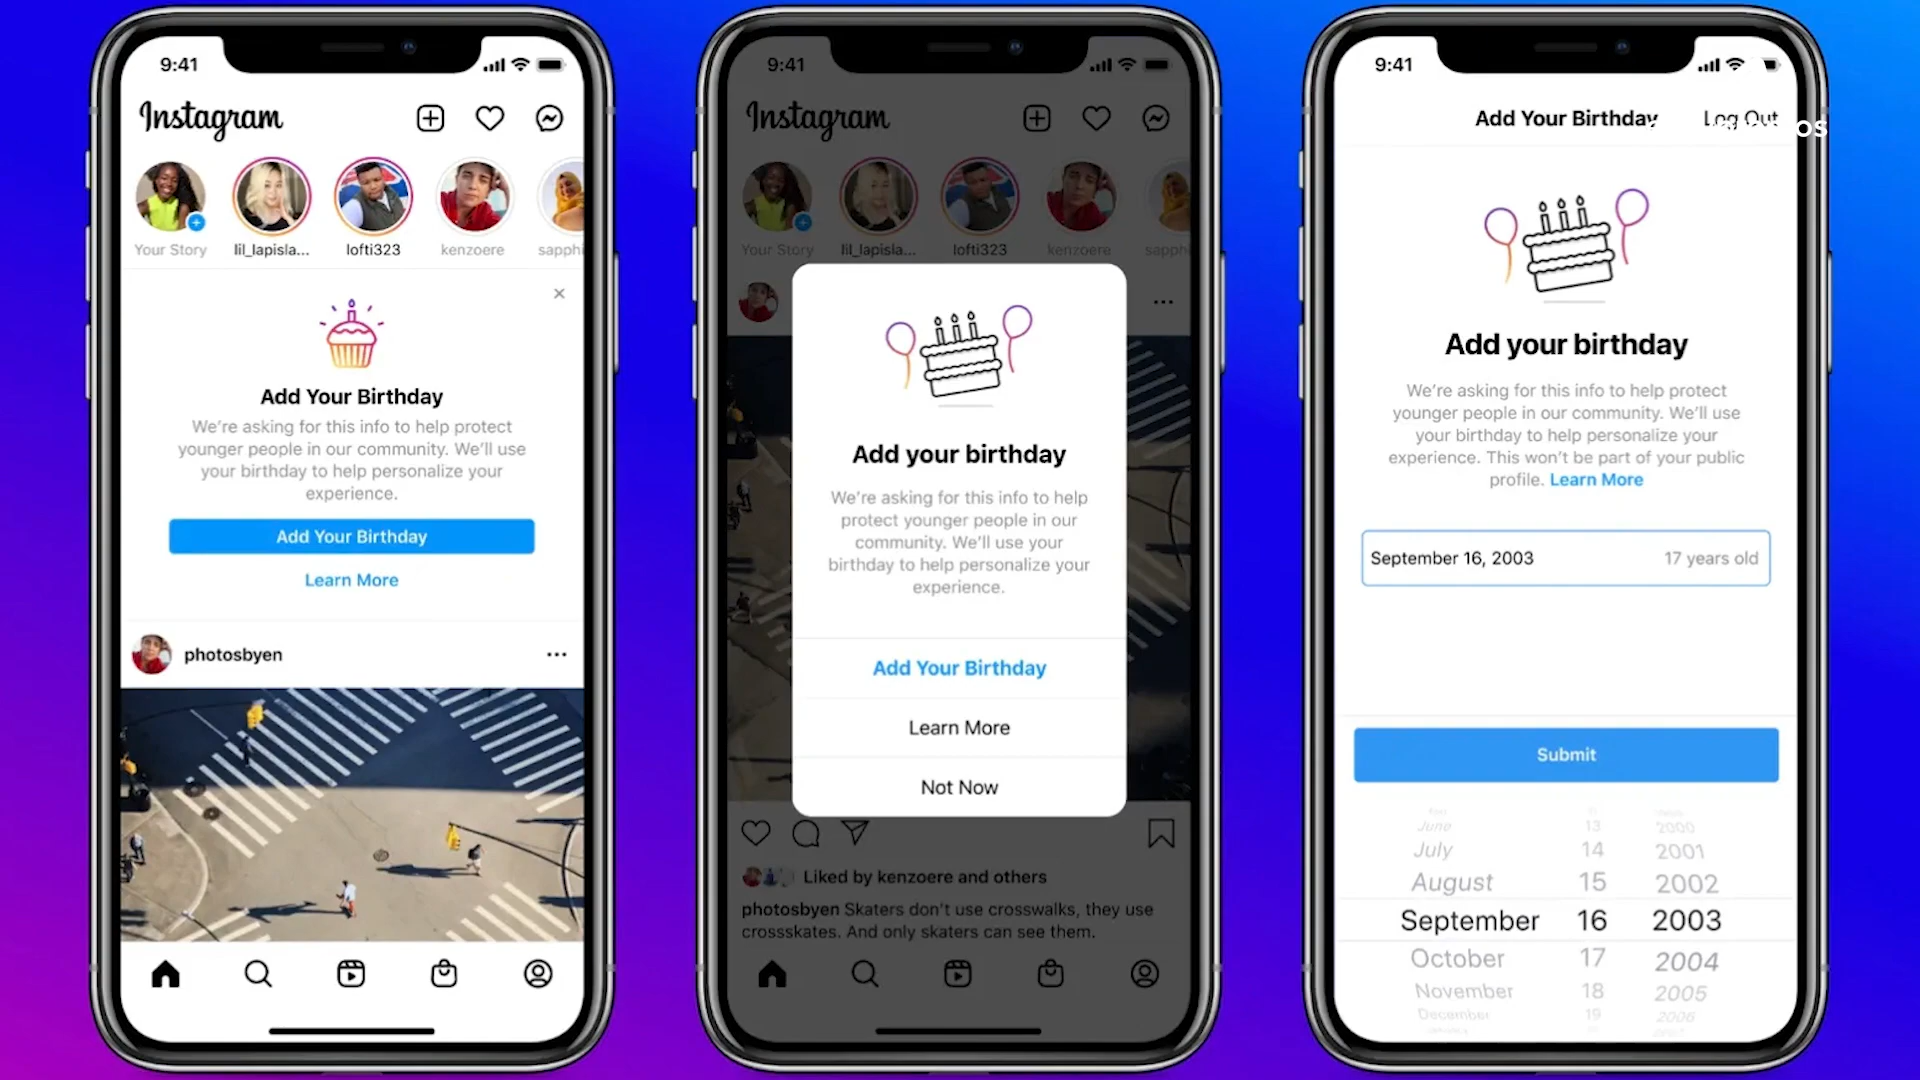 9:41
Instagram
Your Story
lil_lapisla...
lofti323
kenzoere
sapphi
Add Your Birthday
We're asking for this info to help protect
younger people in our community. We'll use
your birthday to help personalize your
experience.
Add Your Birthday
Learn More
photosbyen
9:41
Instagram
Your Story
lil_lapisla...
lofti323
kenzoere
sapph
Add your birthday
We're asking for this info to help
protect younger people in our
community. We'll use your
birthday to help personalize your
experience.
Add Your Birthday
Learn More
Not Now
Liked by kenzoere and others
photosbyen Skaters don't use crosswalks, they use
crossskates. And only skaters can see them.
9:41
Add Your Birthday Log Out
Add your birthday
We're asking for this info to help protect
younger people in our community. We'll use
your birthday to help personalize your
experience. This won't be part of your public
profile. Learn More
September 16, 2003 17 years old
Submit
June 13 2000
July 14 2001
August 15 2002
September 16 2003
October 17 2004
November 18 2005
December 19 2006